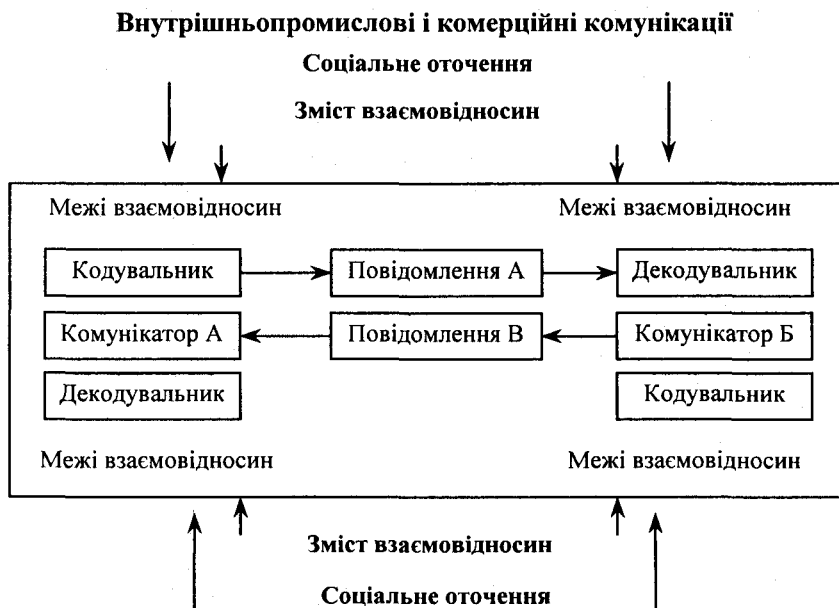 Внутрішньопромислові і комерційні комунікації
Соціальне оточення
Зміст взаємовідносин
Межі взаємовідносин Межі взаємовідносин
Кодувальник Повідомлення А Декодувальник
Комунікатор А Повідомлення В Комунікатор Б
Декодувальник Кодувальник
Межі взаємовідносин Межі взаємовідносин
Зміст взаємовідносин
Соціальне оточення